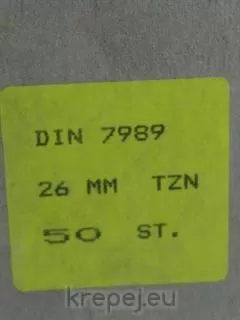 DIN 7989
26 MM TZN
50 ST.
krepej.eu